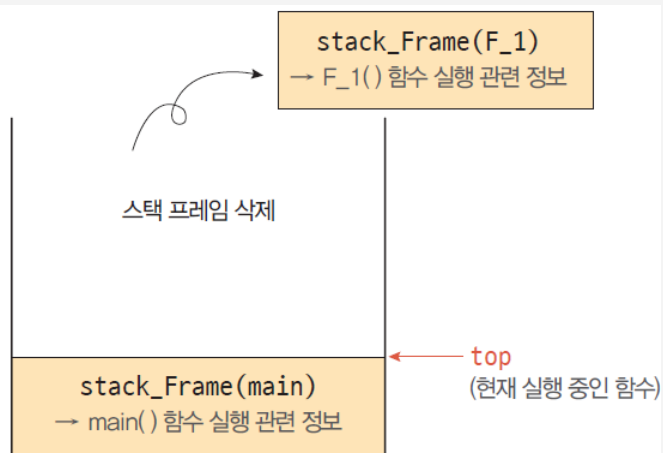 stack_Frame(F_1)
→ F_1( ) 함수 실행 관련 정보
스택 프레임 삭제
top
(현재 실행 중인 함수)
stack_Frame(main)
→ main( ) 함수 실행 관련 정보